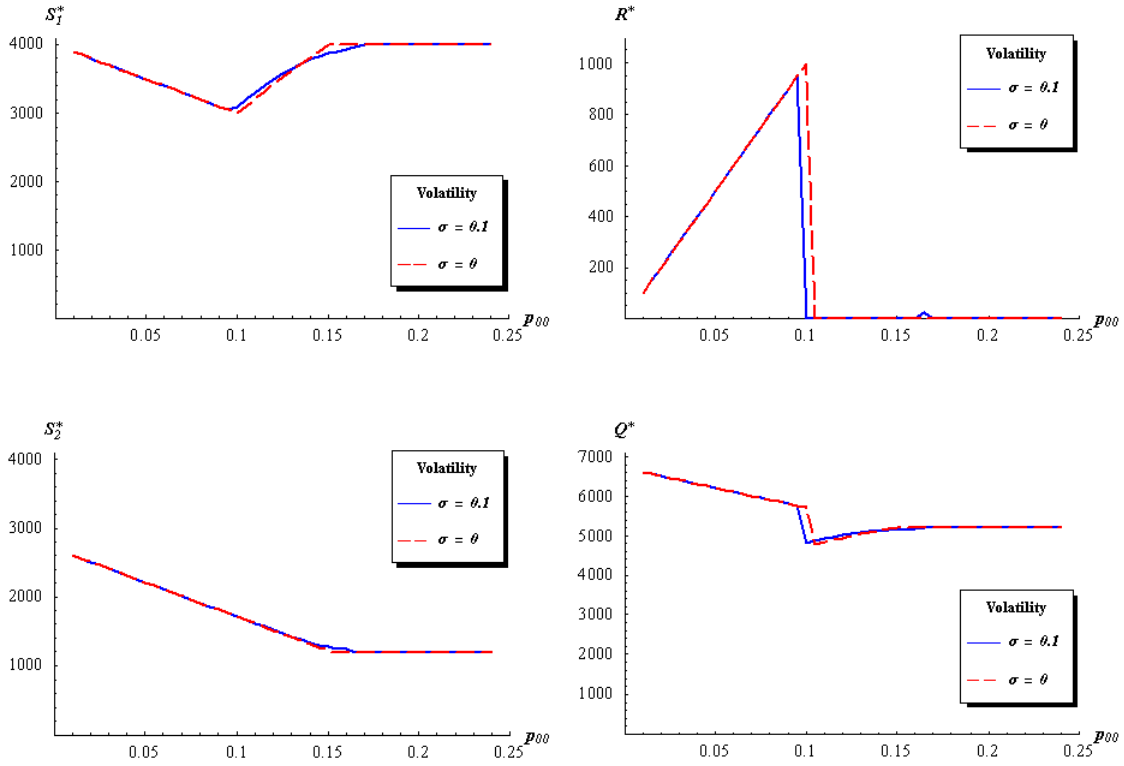 S₁*
4000
3000
2000
1000
0.05 0.1 0.15 0.2 0.25
p₀₀
Volatility
σ = 0.1
σ = 0
R*
1000
800
600
400
200
0.05 0.1 0.15 0.2 0.25
p₀₀
Volatility
σ = 0.1
σ = 0
S₂*
4000
3000
2000
1000
0.05 0.1 0.15 0.2 0.25
p₀₀
Volatility
σ = 0.1
σ = 0
Q*
7000
6000
5000
4000
3000
2000
1000
0.05 0.1 0.15 0.2 0.25
p₀₀
Volatility
σ = 0.1
σ = 0